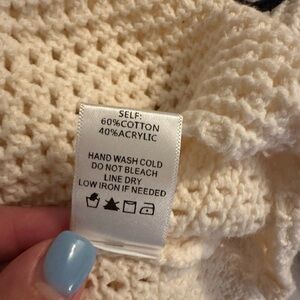 SELF:
60%COTTON
40%ACRYLIC
HAND WASH COLD
DO NOT BLEACH
LINE DRY
LOW IRON IF NEEDED